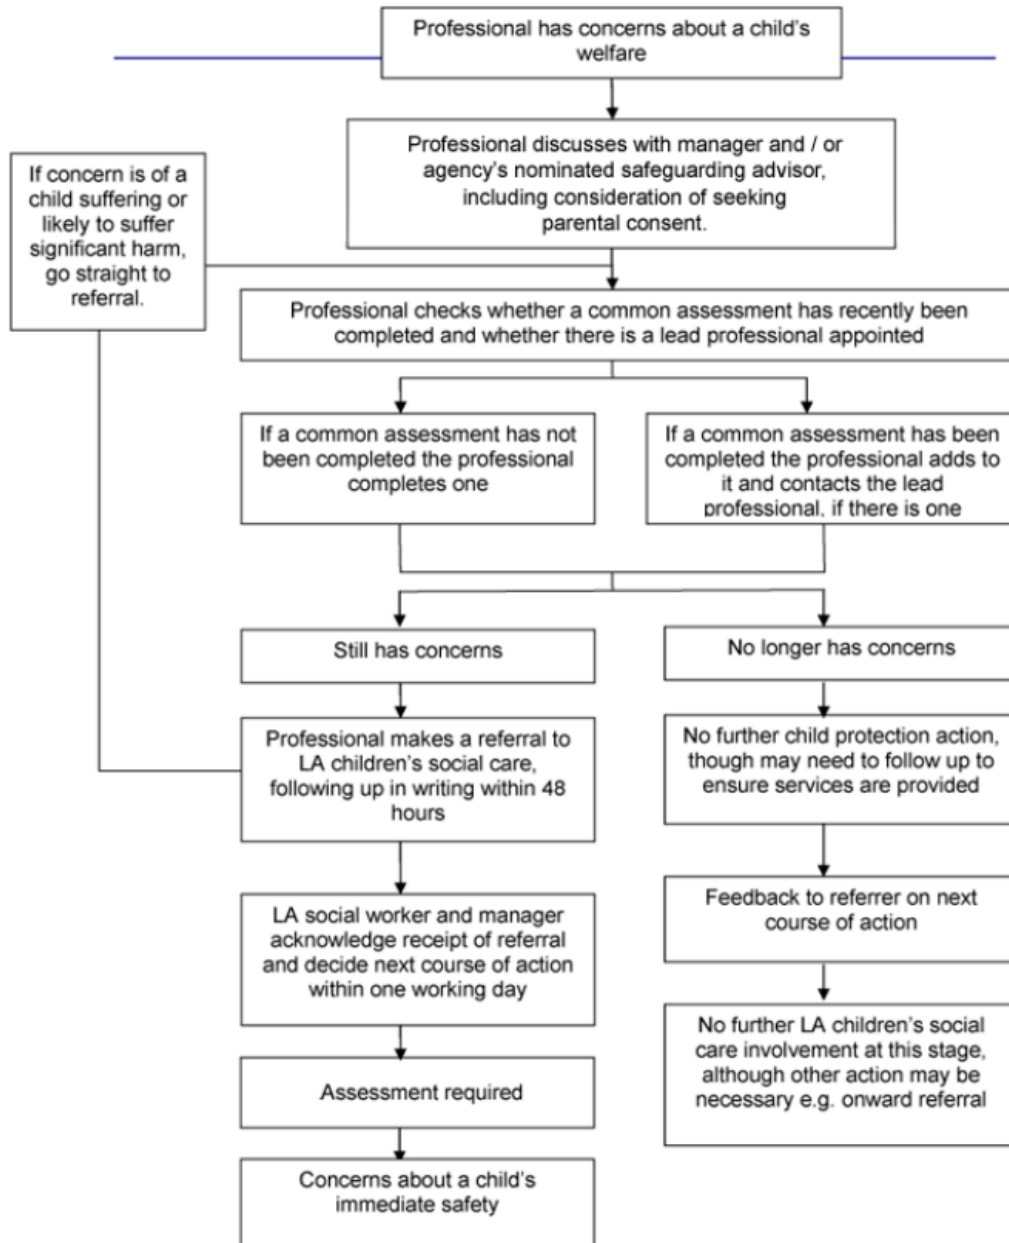 Professional has concerns about a child's
welfare
Professional discusses with manager and / or
agency's nominated safeguarding advisor,
including consideration of seeking
parental consent.
If concern is of a
child suffering or
likely to suffer
significant harm,
go straight to
referral.
Professional checks whether a common assessment has recently been
completed and whether there is a lead professional appointed
If a common assessment has not
been completed the professional
completes one
If a common assessment has been
completed the professional adds to
it and contacts the lead
professional, if there is one
Still has concerns
No longer has concerns
Professional makes a referral to
LA children's social care,
following up in writing within 48
hours
No further child protection action,
though may need to follow up to
ensure services are provided
LA social worker and manager
acknowledge receipt of referral
and decide next course of action
within one working day
Feedback to referrer on next
course of action
No further LA children's social
care involvement at this stage,
although other action may be
necessary e.g. onward referral
Assessment required
Concerns about a child's
immediate safety